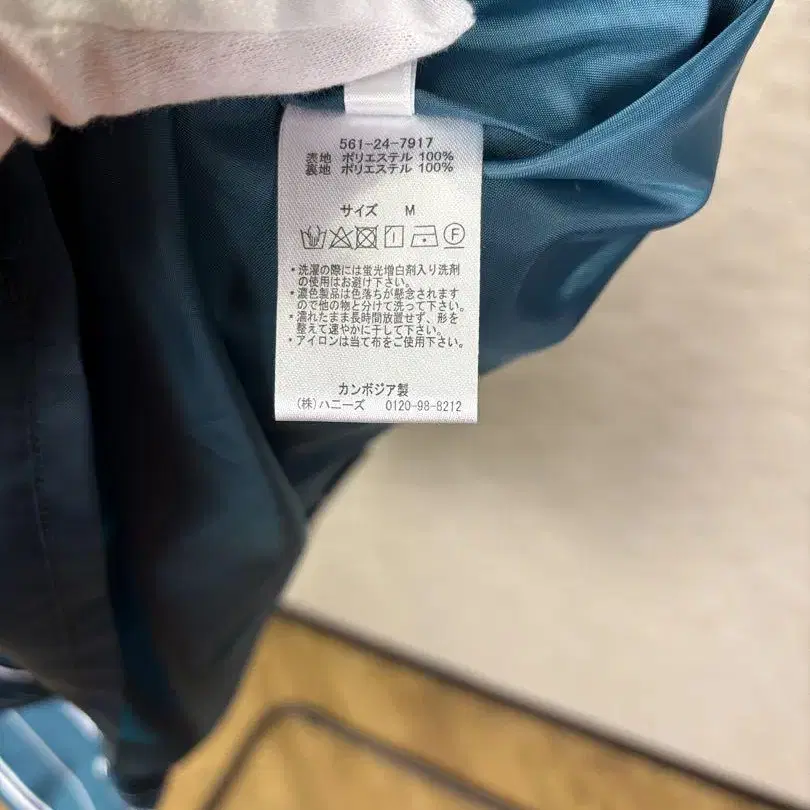 561-24-7917
表地 ポリエステル 100%
裏地 ポリエステル 100%
サイズ M
F
・洗濯の際には蛍光増白剤入り洗剤
の使用はお避け下さい。
・濃色製品は色落ちが懸念されます
ので他の物と分けて洗って下さい。
・濡れたまま長時間放置せず、形を
整えて速やかに干して下さい。
・アイロンは当て布をご使用下さい。
カンボジア製
(株)ハニーズ 0120-98-8212